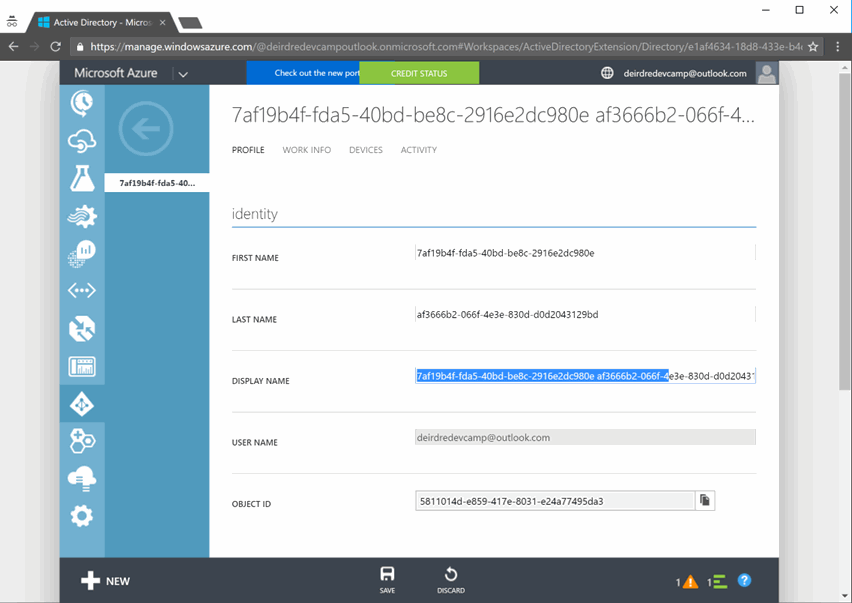 Active Directory - Micros
https://manage.windowsazure.com/@deirdredevcampoutlook.onmicrosoft.com#Workspaces/ActiveDirectoryExtension/Directory/e1af4634-18d8-433e-b4
Microsoft Azure
Check out the new port
CREDIT STATUS
deirdredevcamp@outlook.com
7af19b4f-fda5-40bd-be8c-2916e2dc980e af3666b2-066f-4...
PROFILE WORK INFO DEVICES ACTIVITY
7af19b4f-fda5-40...
identity
FIRST NAME
7af19b4f-fda5-40bd-be8c-2916e2dc980e
LAST NAME
af3666b2-066f-4e3e-830d-d0d2043129bd
DISPLAY NAME
7af19b4f-fda5-40bd-be8c-2916e2dc980e af3666b2-066f-4e3e-830d-d0d20431
USER NAME
deirdredevcamp@outlook.com
OBJECT ID
5811014d-e859-417e-8031-e24a77495da3
NEW
SAVE
DISCARD
1
1
?